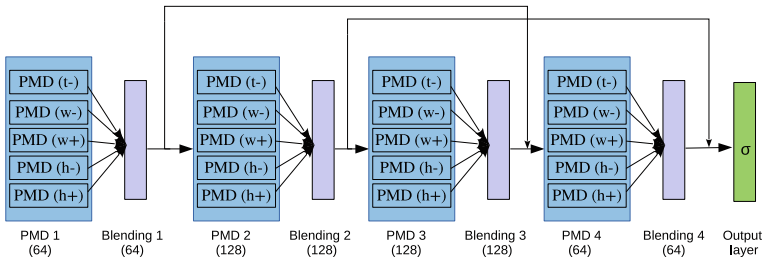 PMD (t-)
PMD (w-)
PMD (w+)
PMD (h-)
PMD (h+)
PMD (t-)
PMD (w-)
PMD (w+)
PMD (h-)
PMD (h+)
PMD (t-)
PMD (w-)
PMD (w+)
PMD (h-)
PMD (h+)
PMD (t-)
PMD (w-)
PMD (w+)
PMD (h-)
PMD (h+)
σ
PMD 1
(64)
Blending 1
(64)
PMD 2
(128)
Blending 2
(128)
PMD 3
(128)
Blending 3
(128)
PMD 4
(64)
Blending 4
(64)
Output
layer